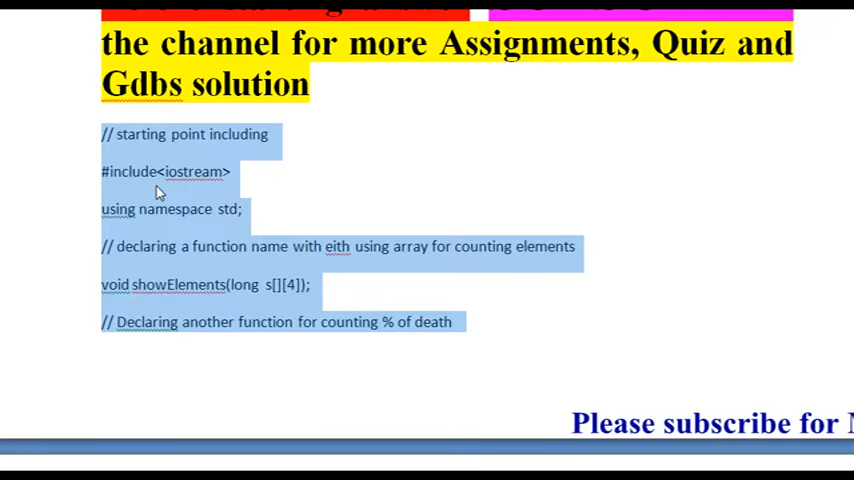 the channel for more Assignments, Quiz and
Gdbs solution
// starting point including
#include<iostream>
using namespace std;
// declaring a function name with eith using array for counting elements
void showElements(long s[][4]);
// Declaring another function for counting % of death
Please subscribe for